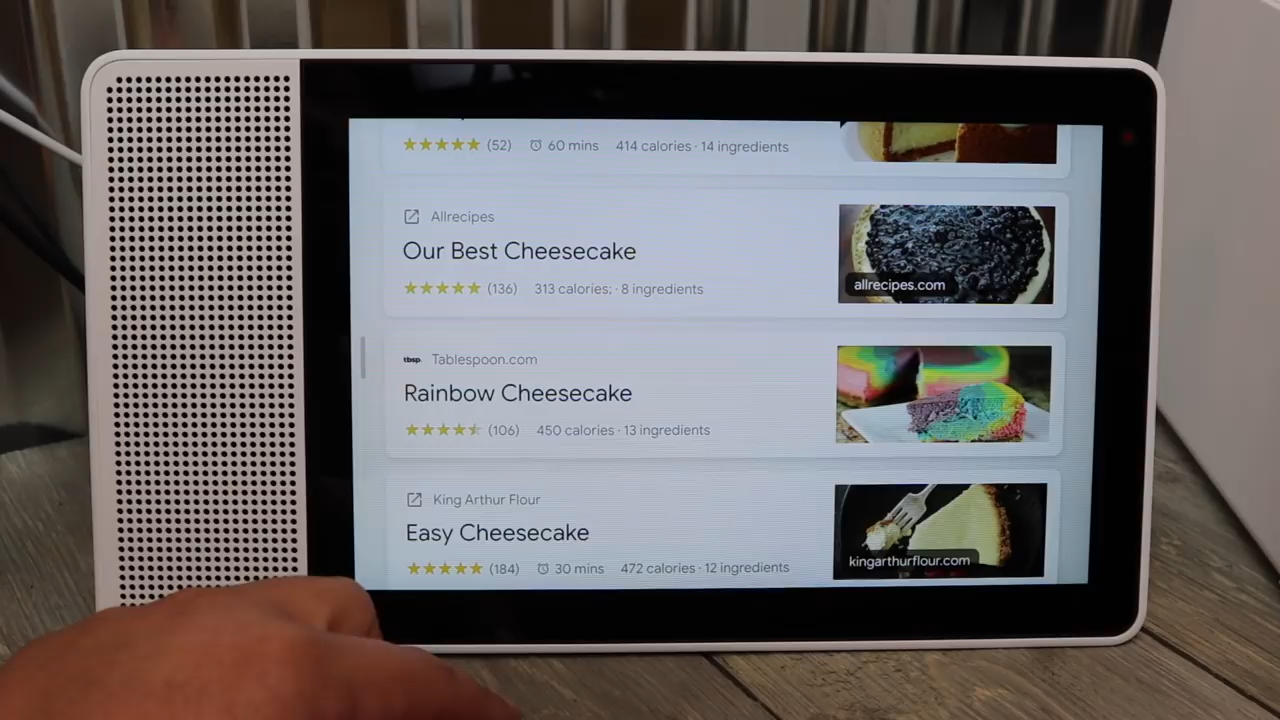 (52) 60 mins 414 calories · 14 ingredients
Allrecipes
Our Best Cheesecake
(136) 313 calories; · 8 ingredients
allrecipes.com
tbsp. Tablespoon.com
Rainbow Cheesecake
(106) 450 calories · 13 ingredients
King Arthur Flour
Easy Cheesecake
(184) 30 mins 472 calories · 12 ingredients
kingarthurflour.com